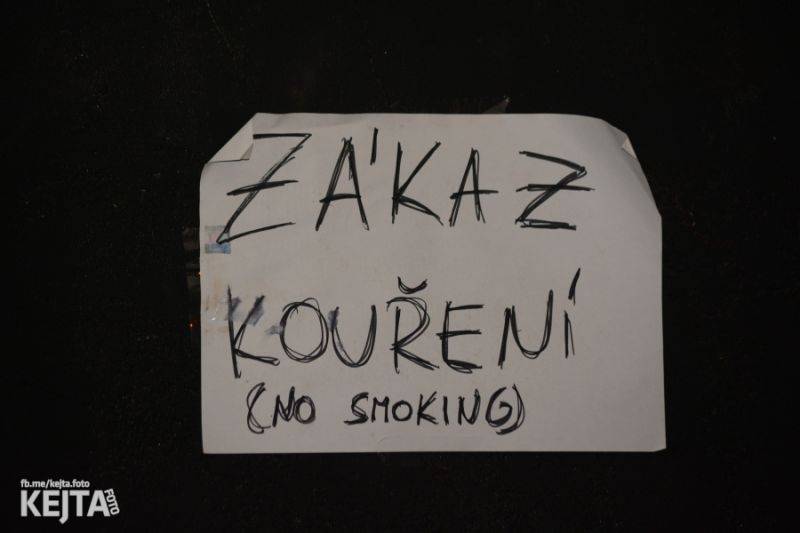 ZÁKAZ
KOUŘENÍ
(NO SMOKING)
fb.me/kejta.foto
KEJTA FOTO